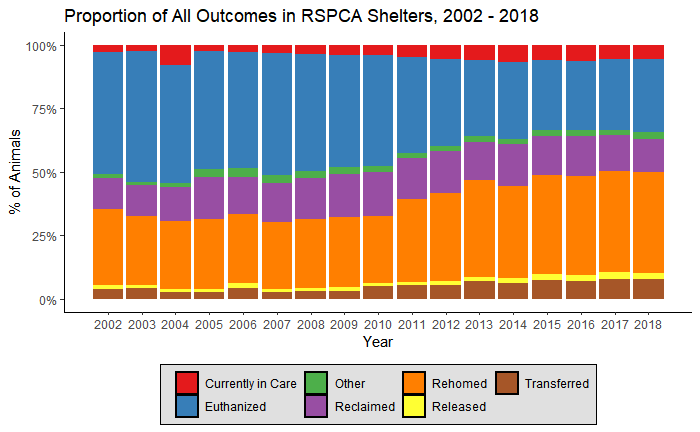 Proportion of All Outcomes in RSPCA Shelters, 2002 - 2018
100%
75%
50%
25%
0%
% of Animals
2002 2003 2004 2005 2006 2007 2008 2009 2010 2011 2012 2013 2014 2015 2016 2017 2018
Year
Currently in Care Other Rehomed Transferred
Euthanized Reclaimed Released